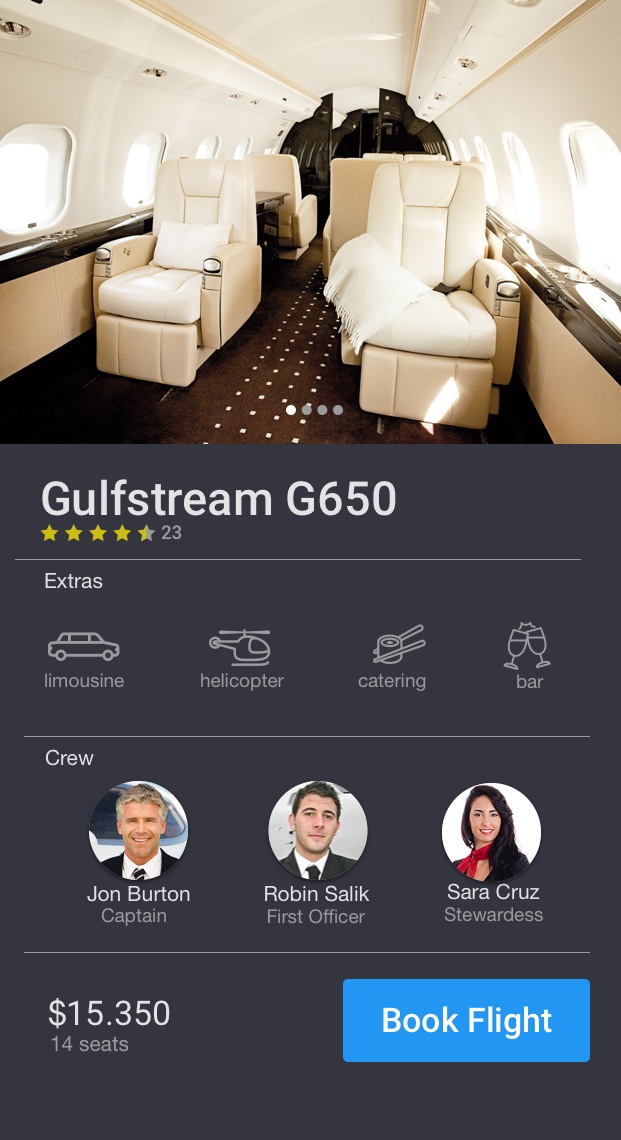 Gulfstream G650
23
Extras
limousine helicopter catering bar
Crew
Jon Burton Robin Salik Sara Cruz
Captain First Officer Stewardess
$15.350
14 seats
Book Flight